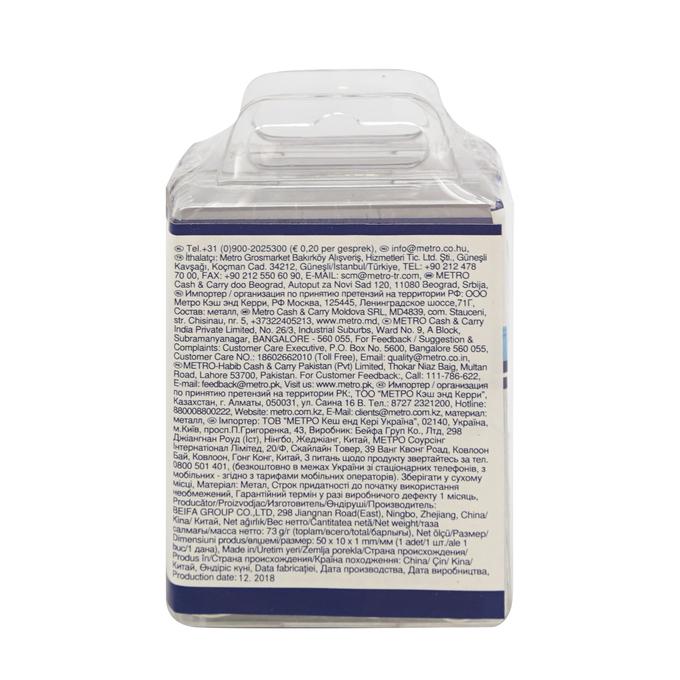 Tel.+31 (0)900-2025300 (€ 0,20 per gesprek), info@metro.co.hu,
İthalatçı: Metro Grosmarket Bakırköy Alışveriş, Hizmetleri Tic. Ltd. Şti., Güneşli
Kavşağı, Koçman Cad. 34212, Güneşli/İstanbul/Türkiye, TEL: +90 212 478
70 00, FAX: +90 212 550 60 90, E-MAIL: scm@metro-tr.com, METRO
Cash & Carry doo Beograd, Autoput za Novi Sad 120, 11080 Beograd, Srbija,
Импортер / организация по принятию претензий на территории РФ: ООО
Метро Кэш энд Керри, РФ Москва, 125445, Ленинградское шоссе,71Г,
Состав: металл, Metro Cash & Carry Moldova SRL, MD4839, com. Stauceni,
str. Chisinau, nr. 5, +37322405213, www.metro.md, METRO Cash & Carry
India Private Limited, No. 26/3, Industrial Suburbs, Ward No. 9, A Block,
Subramanyanagar, BANGALORE - 560 055, For Feedback / Suggestion &
Complaints: Customer Care Executive, P.O. Box No. 5600, Bangalore 560 055,
Customer Care NO.: 18602662010 (Toll Free), Email: quality@metro.co.in,
METRO-Habib Cash & Carry Pakistan (Pvt) Limited, Thokar Niaz Baig, Multan
Road, Lahore 53700, Pakistan. For Customer Feedback:, Call: 111-786-622,
E-mail: feedback@metro.pk, Visit us: www.metro.pk, Импортер / организация
по принятию претензий на территории РК:, ТОО "МЕТРО Кэш энд Керри",
Казахстан, г. Алматы, 050031, ул. Саина 16 В. Тел.: 8727 2321200, Hotline:
880008800222, Website: metro.com.kz, E-Mail: clients@metro.com.kz, материал:
металл, Імпортер: ТОВ "МЕТРО Кеш енд Кері Україна", 02140, Україна,
м.Київ, просп.П.Григоренка, 43, Виробник: Бейфа Груп Ко., Лтд, 298
Джіангнан Роуд (Іст), Нінгбо, Жеджіанг, Китай, МЕТРО Соурсінг
Інтернаціонал Лімітед, 20/Ф, Скайлайн Товер, 39 Ванг Квонг Роад, Ковлоон
Бай, Ковлоон, Гонг Конг, Китай, З питань щодо продукту звертайтесь за тел.
0800 501 401, (безкоштовно в межах України зі стаціонарних телефонів, з
мобільних - згідно з тарифами мобільних операторів). Зберігати у сухому
місці, Матеріал: Метал, Строк придатності до початку використання
необмежений, Гарантійний термін у разі виробничого дефекту 1 місяць,
Producător/Proizvodjac/Изготовитель/Өндіруші/Производитель:
BEIFA GROUP CO.,LTD, 298 Jiangnan Road(East), Ningbo, Zhejiang, China/
Kina/ Китай, Net ağırlık/Вес нетто/Cantitatea netă/Net weight/таза
салмағы/масса нетто: 73 g/г (toplam/всего/total/барлығы), Net ölçü/Размер/
Dimensiuni produs/өлшемі/размер: 50 x 10 x 1 mm/мм (1 adet/1 шт./ale 1
buc/1 дана), Made in/Üretim yeri/Zemlja porekla/Страна происхождения/
Produs în/Страна происхождения/Країна походження: China/ Çin/ Kina/
Китай, Өндіріс күні, Data fabricației, Дата производства, Дата виробництва,
Production date: 12. 2018